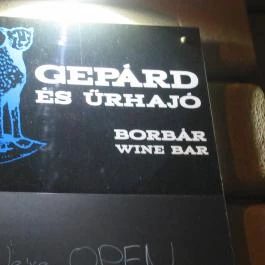 GEPÁRD
ÉS ŰRHAJÓ
BORBÁR
WINE BAR
OPEN